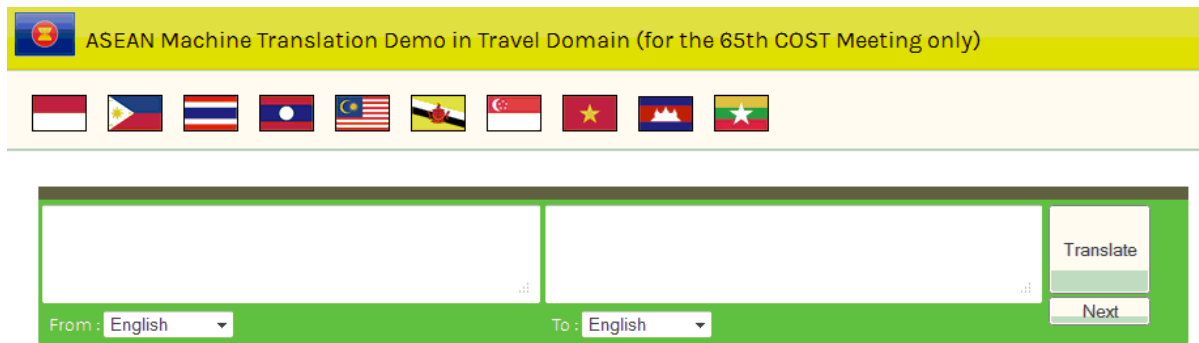 ASEAN Machine Translation Demo in Travel Domain (for the 65th COST Meeting only)
Translate
Next
From : English
To : English